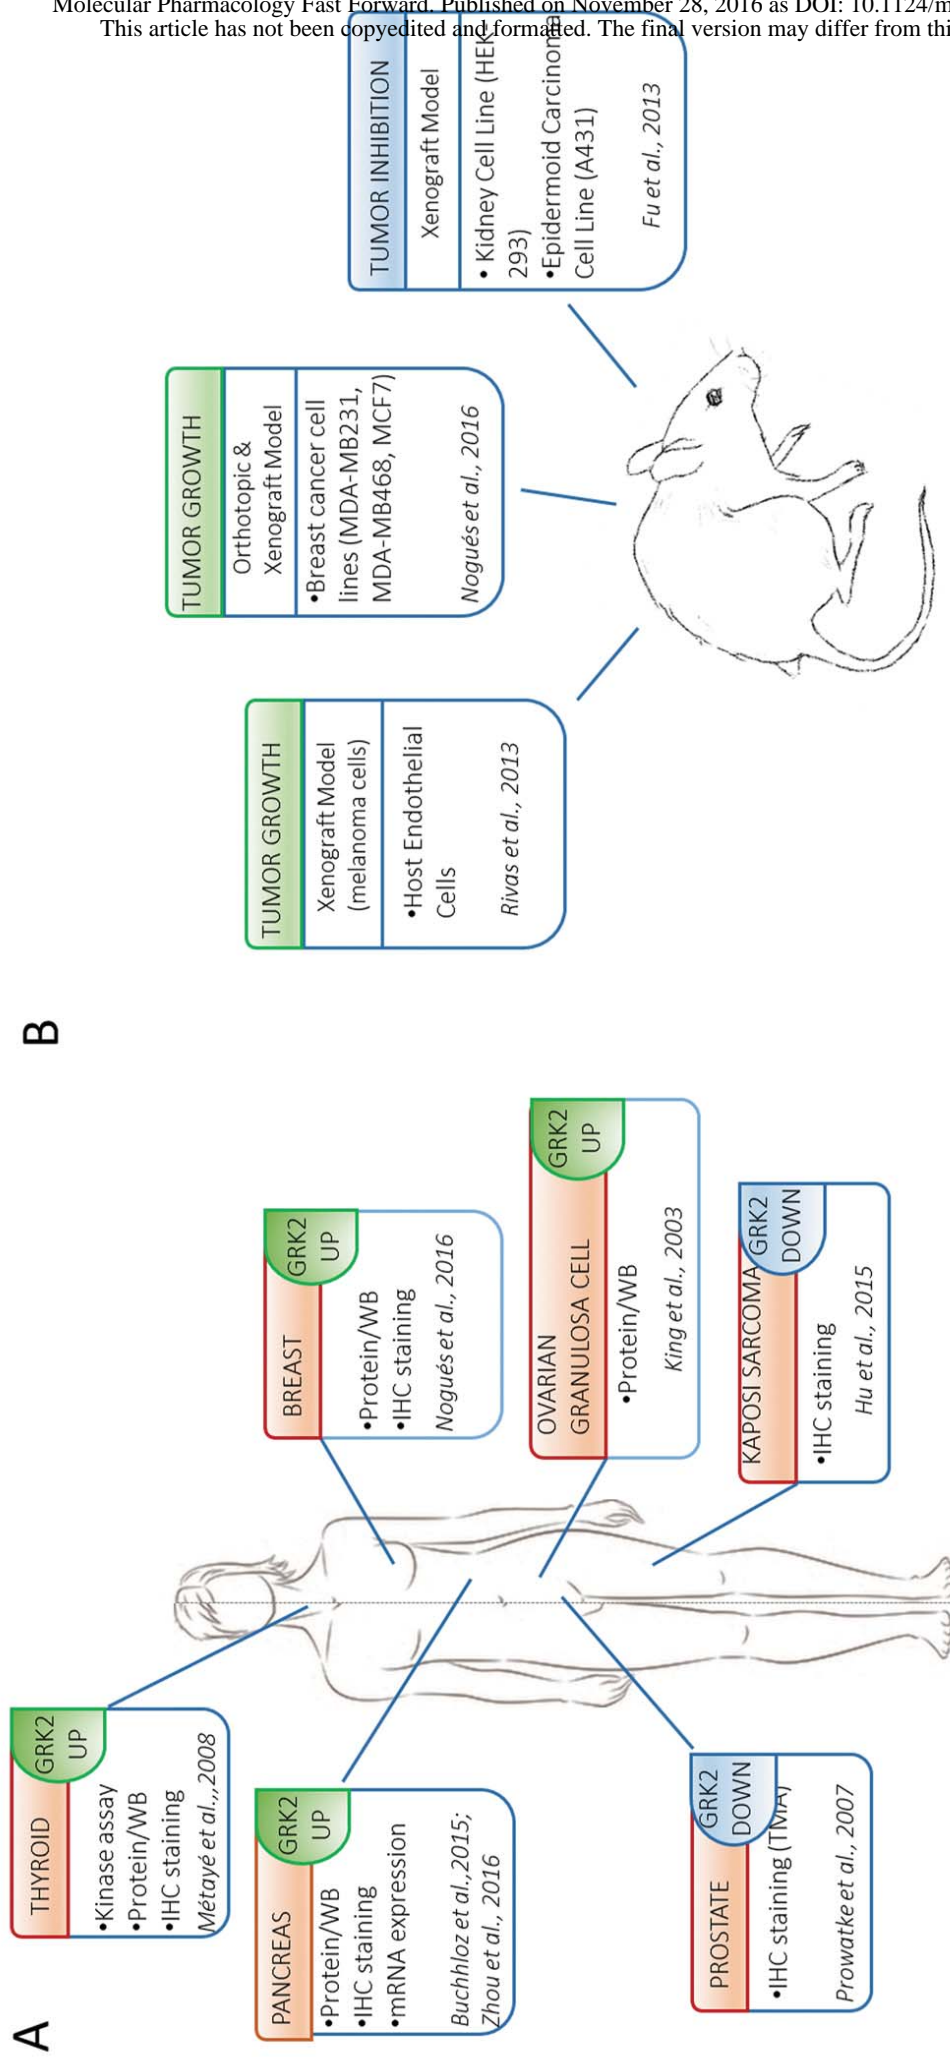 Molecular Pharmacology Fast Forward. Published on November 28, 2016 as DOI: 10.1124/m
This article has not been copyedited and formatted. The final version may differ from thi
A
THYROID
GRK2
UP
•Kinase assay
•Protein/WB
•IHC staining
Métayé et al.,,2008
PANCREAS
GRK2
UP
•Protein/WB
•IHC staining
•mRNA expression
Buchhloz et al.,2015;
Zhou et al., 2016
PROSTATE
GRK2
DOWN
•IHC staining (TMA)
Prowatke et al., 2007
BREAST
GRK2
UP
•Protein/WB
•IHC staining
Nogués et al., 2016
OVARIAN
GRANULOSA CELL
GRK2
UP
•Protein/WB
King et al., 2003
KAPOSI SARCOMA
GRK2
DOWN
•IHC staining
Hu et al., 2015
B
TUMOR GROWTH
Xenograft Model
(melanoma cells)
•Host Endothelial
Cells
Rivas et al., 2013
TUMOR GROWTH
Orthotopic &
Xenograft Model
•Breast cancer cell
lines (MDA-MB231,
MDA-MB468, MCF7)
Nogués et al., 2016
TUMOR INHIBITION
Xenograft Model
• Kidney Cell Line (HEK-
293)
•Epidermoid Carcinoma
Cell Line (A431)
Fu et al., 2013